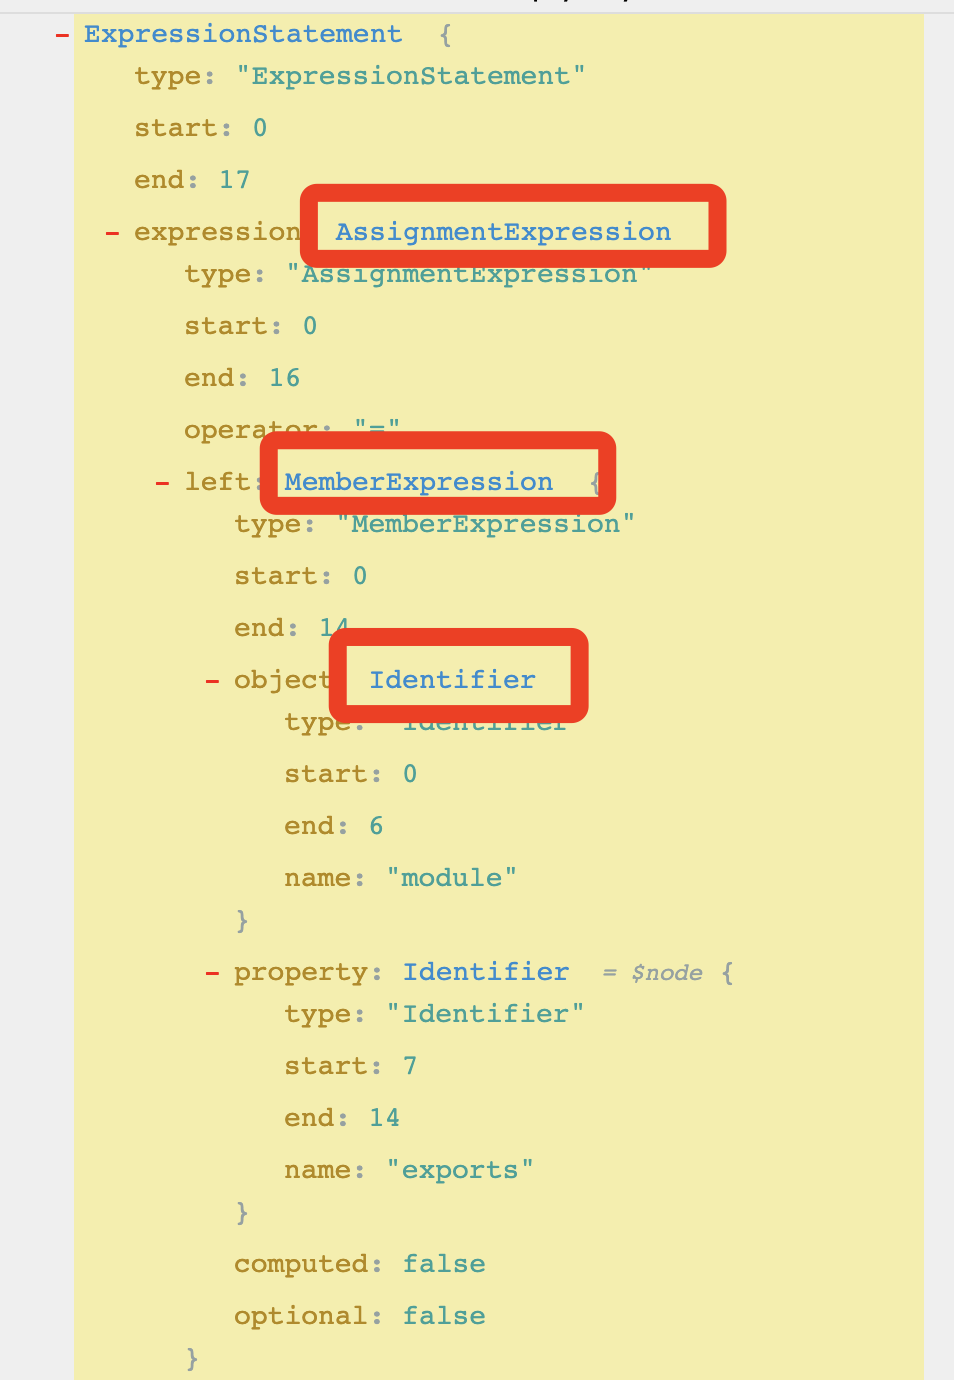 - ExpressionStatement {
type: "ExpressionStatement"
start: 0
end: 17
- expression AssignmentExpression
type: "AssignmentExpression"
start: 0
end: 16
operator: "="
- left: MemberExpression {
type: "MemberExpression"
start: 0
end: 14
- object Identifier
type: Identifier
start: 0
end: 6
name: "module"
}
- property: Identifier = $node {
type: "Identifier"
start: 7
end: 14
name: "exports"
}
computed: false
optional: false
}